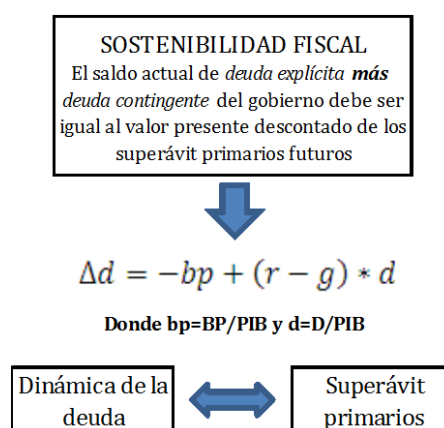 SOSTENIBILIDAD FISCAL
El saldo actual de deuda explícita más
deuda contingente del gobierno debe ser
igual al valor presente descontado de los
superávit primarios futuros
Δd = −bp + (r − g) * d
Donde bp=BP/PIB y d=D/PIB
Dinámica de la
deuda
Superávit
primarios